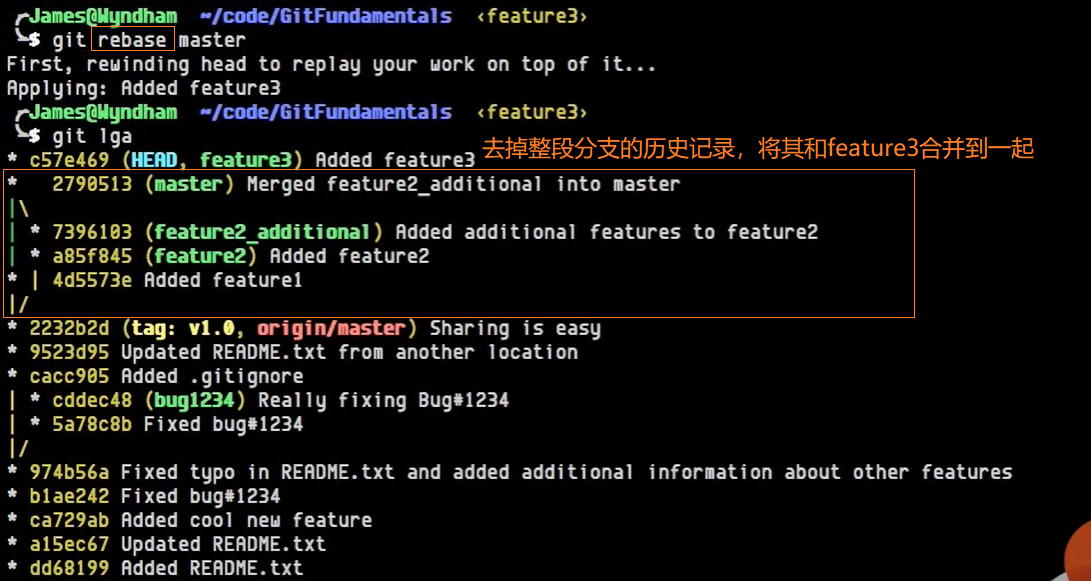 James@Wyndham ~/code/GitFundamentals ‹feature3›
$ git rebase master
First, rewinding head to replay your work on top of it...
Applying: Added feature3
James@Wyndham ~/code/GitFundamentals ‹feature3›
$ git lga
* c57e469 (HEAD, feature3) Added feature3 去掉整段分支的历史记录，将其和feature3合并到一起
*   2790513 (master) Merged feature2_additional into master
|\
| * 7396103 (feature2_additional) Added additional features to feature2
| * a85f845 (feature2) Added feature2
* | 4d5573e Added feature1
|/
* 2232b2d (tag: v1.0, origin/master) Sharing is easy
* 9523d95 Updated README.txt from another location
* cacc905 Added .gitignore
| * cddec48 (bug1234) Really fixing Bug#1234
| * 5a78c8b Fixed bug#1234
|/
* 974b56a Fixed typo in README.txt and added additional information about other features
* b1ae242 Fixed bug#1234
* ca729ab Added cool new feature
* a15ec67 Updated README.txt
* dd68199 Added README.txt